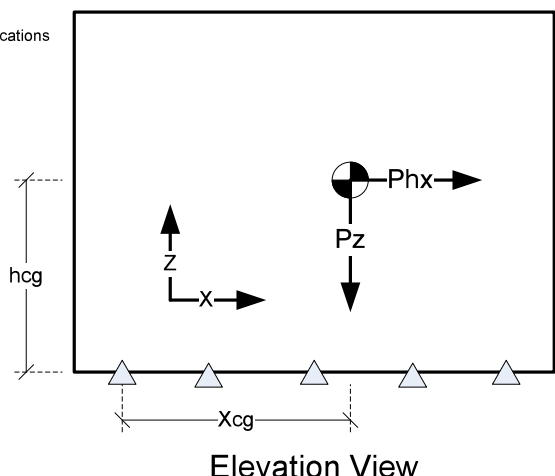 cations
Phx
Pz
z
x
hcg
Xcg
Elevation View